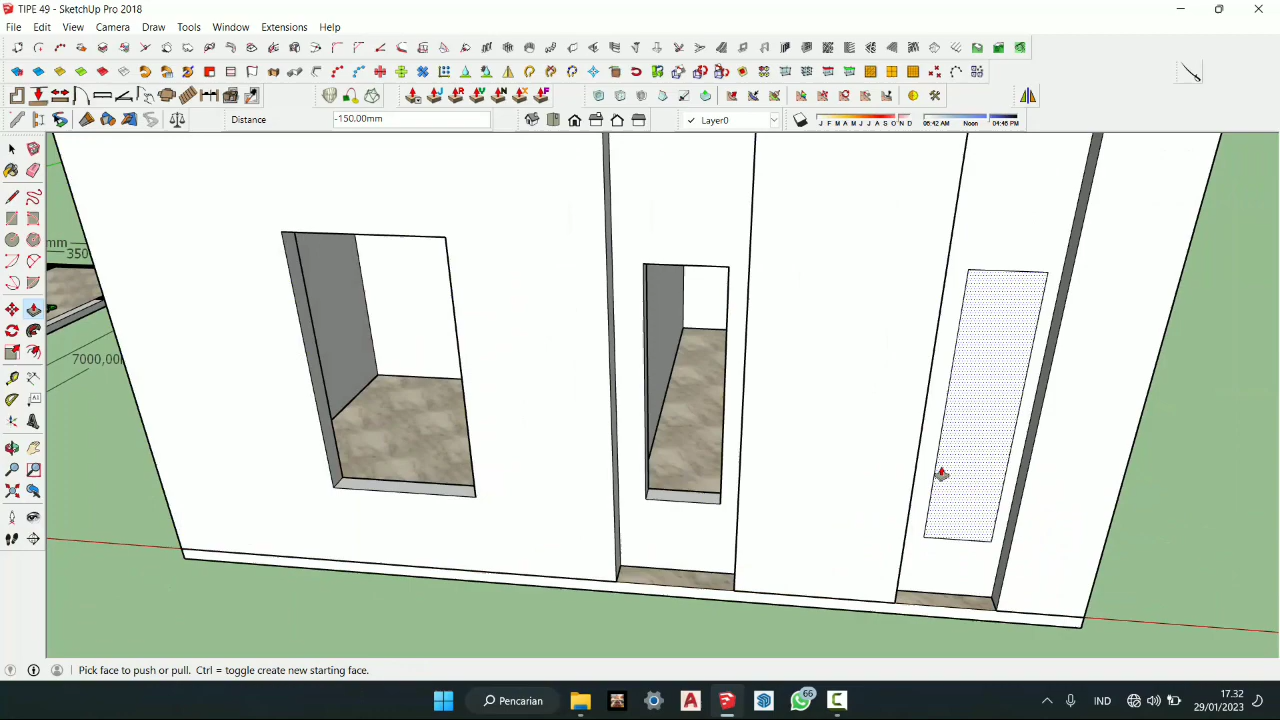 TIPE 49 - SketchUp Pro 2018
File Edit View Camera Draw Tools Window Extensions Help
Distance -150,00mm Layer0 J F M A M J J A S O N D 06:42 AM Noon 04:46 PM
mm
350
7000,00
Pick face to push or pull. Ctrl = toggle create new starting face.
Pencarian 66 IND 17.32
29/01/2023